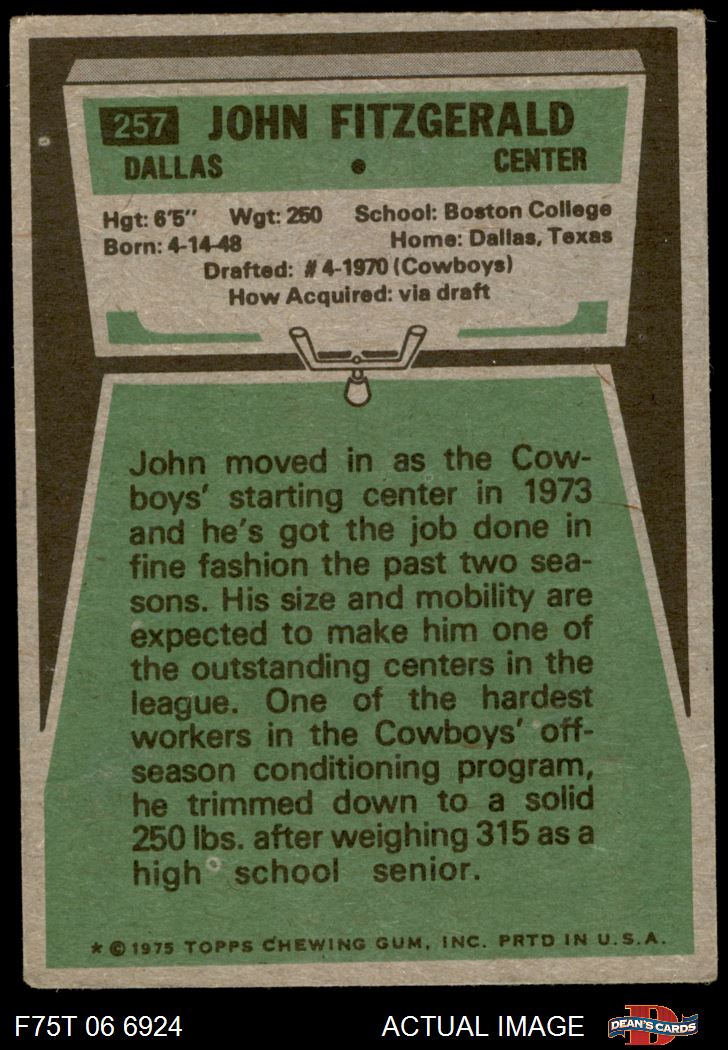 257 JOHN FITZGERALD
DALLAS • CENTER
Hgt: 6'5" Wgt: 250 School: Boston College
Born: 4-14-48 Home: Dallas, Texas
Drafted: #4-1970 (Cowboys)
How Acquired: via draft
John moved in as the Cow-
boys' starting center in 1973
and he's got the job done in
fine fashion the past two sea-
sons. His size and mobility are
expected to make him one of
the outstanding centers in the
league. One of the hardest
workers in the Cowboys' off-
season conditioning program,
he trimmed down to a solid
250 lbs. after weighing 315 as a
high school senior.
* © 1975 TOPPS CHEWING GUM, INC. PRTD IN U.S.A.
F75T 06 6924 ACTUAL IMAGE D DEAN'S CARDS